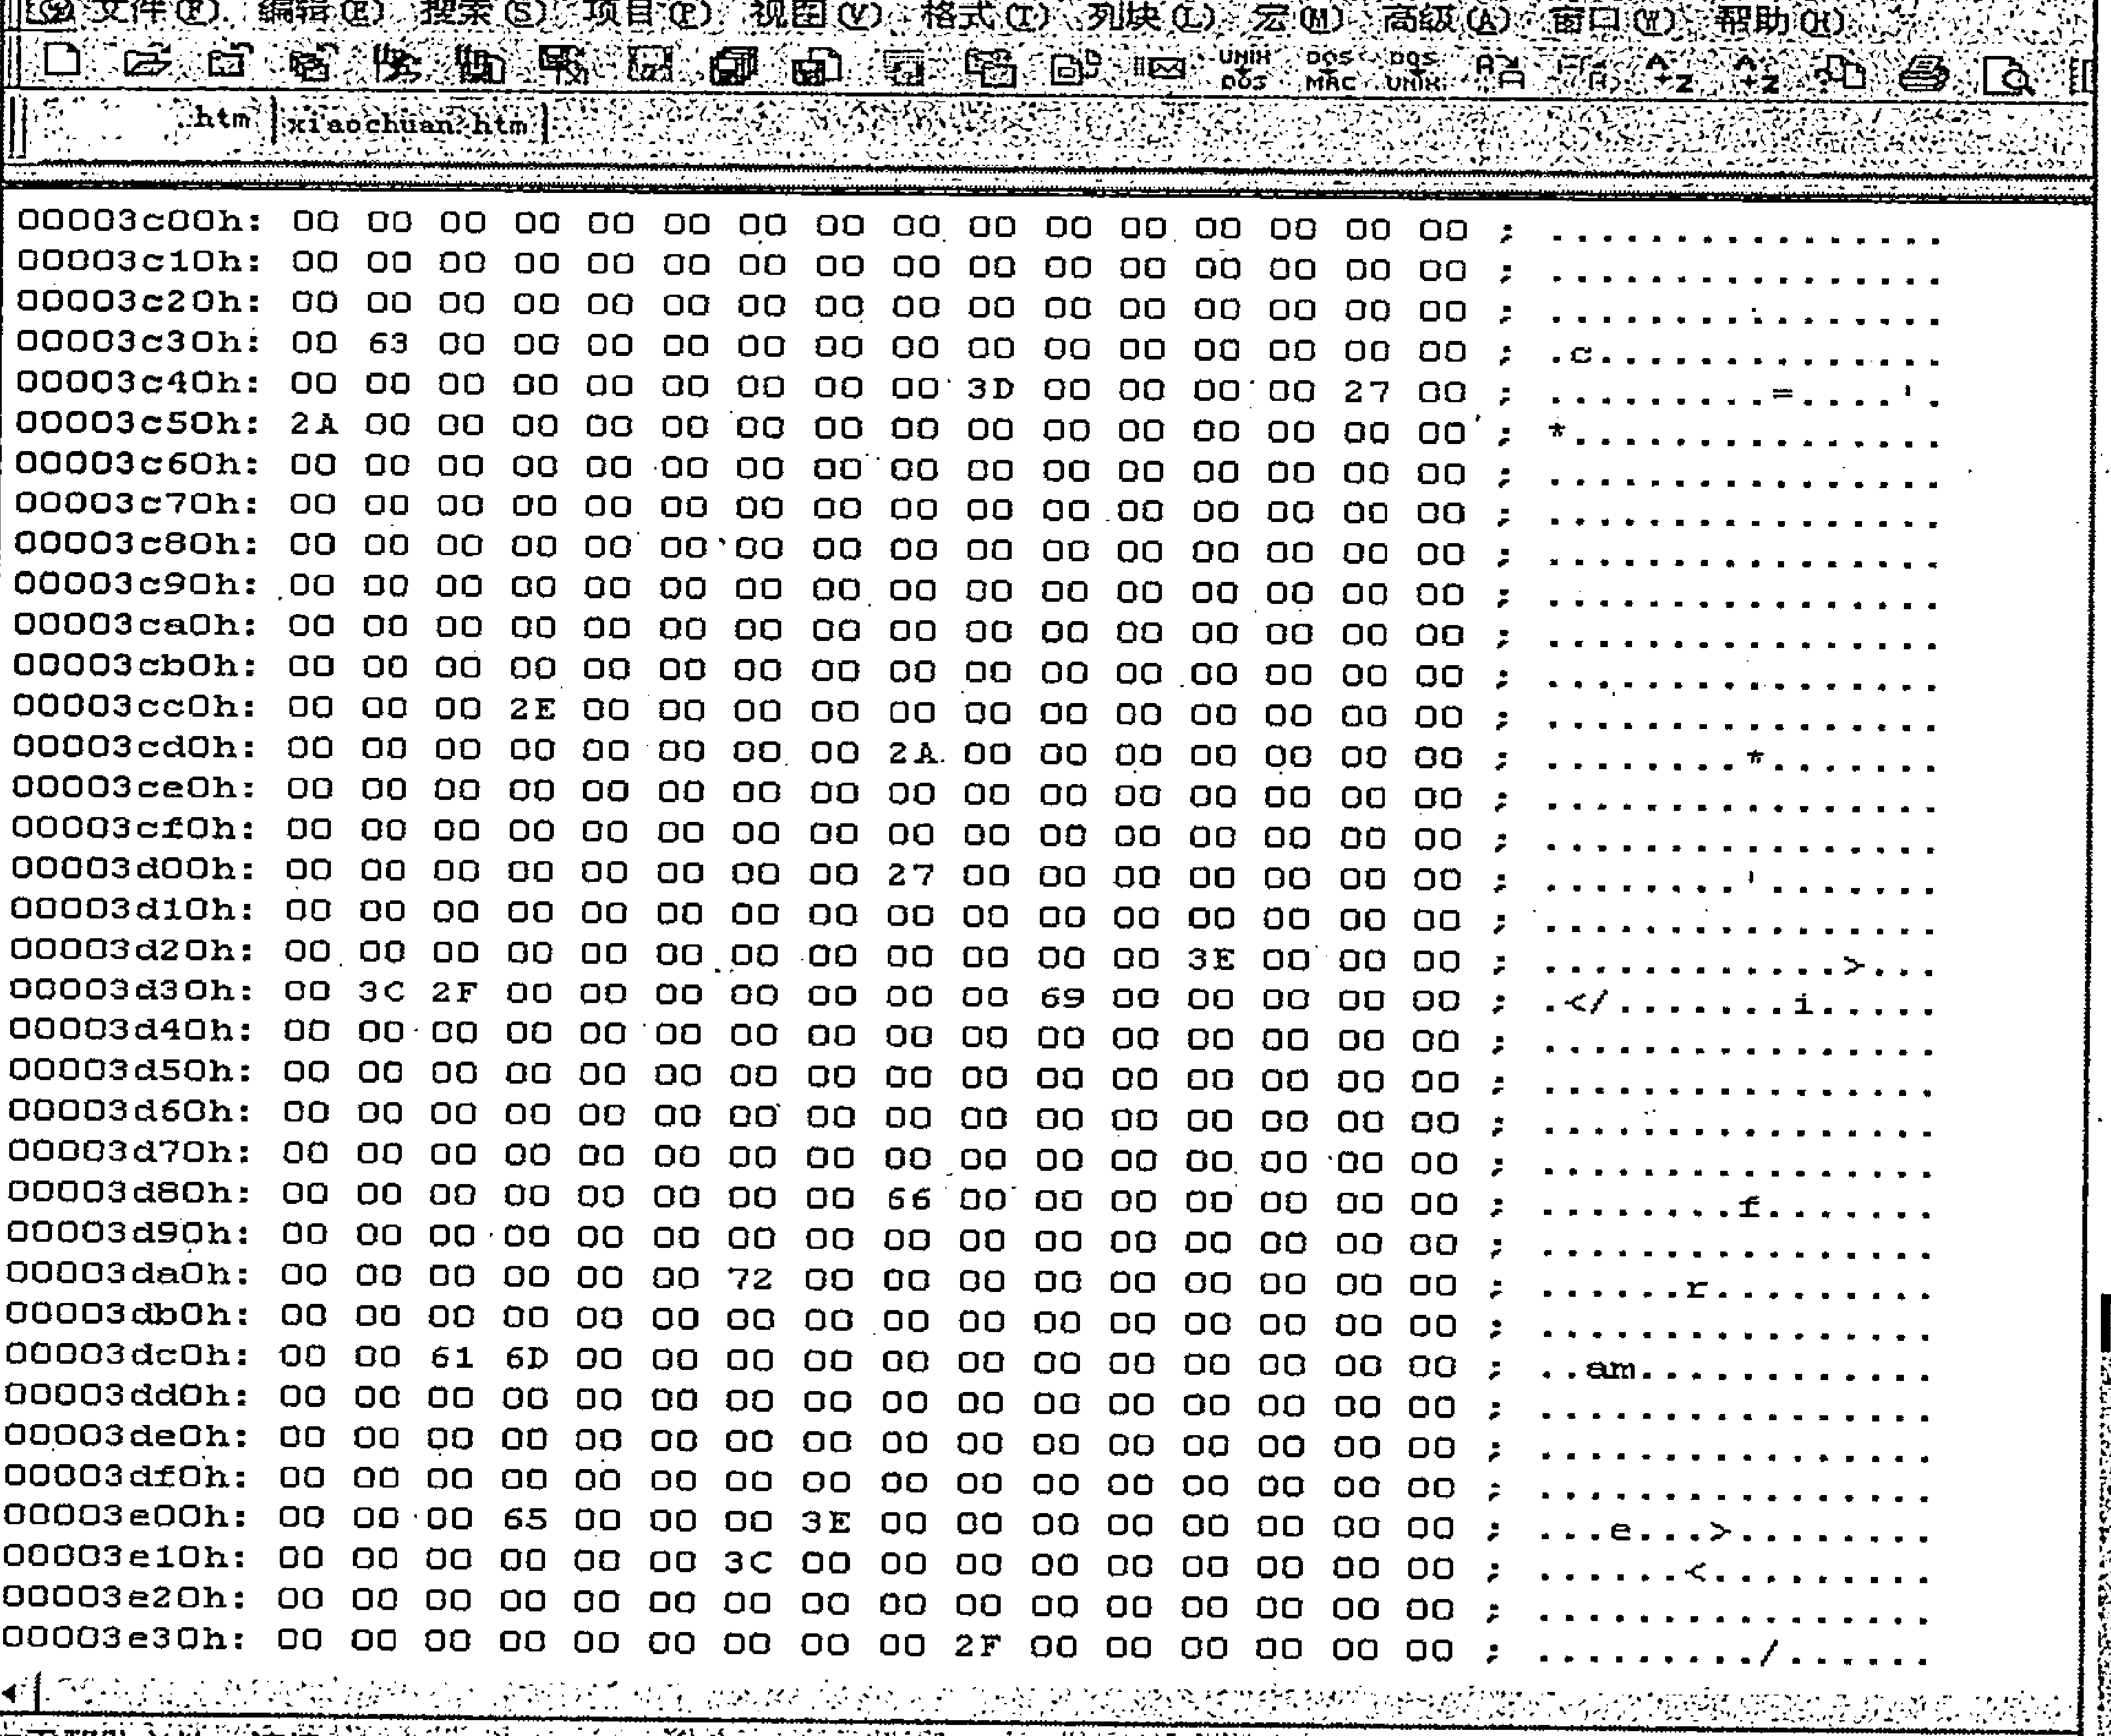 文件(F) 编辑(E) 搜索(S) 项目(P) 视图(V) 格式(T) 列块(L) 宏(M) 高级(A) 窗口(W) 帮助(H)
UNIX DOS DOS
DOS MAC UNIX
.htm xiaochuan.htm
00003c00h: 00 00 00 00 00 00 00 00 00 00 00 00 00 00 00 00 ; ................
00003c10h: 00 00 00 00 00 00 00 00 00 00 00 00 00 00 00 00 ; ................
00003c20h: 00 00 00 00 00 00 00 00 00 00 00 00 00 00 00 00 ; ................
00003c30h: 00 63 00 00 00 00 00 00 00 00 00 00 00 00 00 00 ; .c..............
00003c40h: 00 00 00 00 00 00 00 00 00 3D 00 00 00 00 27 00 ; .........=....'.
00003c50h: 2A 00 00 00 00 00 00 00 00 00 00 00 00 00 00 00 ; *...............
00003c60h: 00 00 00 00 00 00 00 00 00 00 00 00 00 00 00 00 ; ................
00003c70h: 00 00 00 00 00 00 00 00 00 00 00 00 00 00 00 00 ; ................
00003c80h: 00 00 00 00 00 00 00 00 00 00 00 00 00 00 00 00 ; ................
00003c90h: 00 00 00 00 00 00 00 00 00 00 00 00 00 00 00 00 ; ................
00003ca0h: 00 00 00 00 00 00 00 00 00 00 00 00 00 00 00 00 ; ................
00003cb0h: 00 00 00 00 00 00 00 00 00 00 00 00 00 00 00 00 ; ................
00003cc0h: 00 00 00 2E 00 00 00 00 00 00 00 00 00 00 00 00 ; ................
00003cd0h: 00 00 00 00 00 00 00 00 2A 00 00 00 00 00 00 00 ; ........*.......
00003ce0h: 00 00 00 00 00 00 00 00 00 00 00 00 00 00 00 00 ; ................
00003cf0h: 00 00 00 00 00 00 00 00 00 00 00 00 00 00 00 00 ; ................
00003d00h: 00 00 00 00 00 00 00 00 27 00 00 00 00 00 00 00 ; ........'.......
00003d10h: 00 00 00 00 00 00 00 00 00 00 00 00 00 00 00 00 ; ................
00003d20h: 00 00 00 00 00 00 00 00 00 00 00 00 3E 00 00 00 ; ............>...
00003d30h: 00 3C 2F 00 00 00 00 00 00 00 69 00 00 00 00 00 ; .</.......i.....
00003d40h: 00 00 00 00 00 00 00 00 00 00 00 00 00 00 00 00 ; ................
00003d50h: 00 00 00 00 00 00 00 00 00 00 00 00 00 00 00 00 ; ................
00003d60h: 00 00 00 00 00 00 00 00 00 00 00 00 00 00 00 00 ; ................
00003d70h: 00 00 00 00 00 00 00 00 00 00 00 00 00 00 00 00 ; ................
00003d80h: 00 00 00 00 00 00 00 00 66 00 00 00 00 00 00 00 ; ........f.......
00003d90h: 00 00 00 00 00 00 00 00 00 00 00 00 00 00 00 00 ; ................
00003da0h: 00 00 00 00 00 00 72 00 00 00 00 00 00 00 00 00 ; ......r.........
00003db0h: 00 00 00 00 00 00 00 00 00 00 00 00 00 00 00 00 ; ................
00003dc0h: 00 00 61 6D 00 00 00 00 00 00 00 00 00 00 00 00 ; ..am............
00003dd0h: 00 00 00 00 00 00 00 00 00 00 00 00 00 00 00 00 ; ................
00003de0h: 00 00 00 00 00 00 00 00 00 00 00 00 00 00 00 00 ; ................
00003df0h: 00 00 00 00 00 00 00 00 00 00 00 00 00 00 00 00 ; ................
00003e00h: 00 00 00 65 00 00 00 3E 00 00 00 00 00 00 00 00 ; ...e...>........
00003e10h: 00 00 00 00 00 00 3C 00 00 00 00 00 00 00 00 00 ; ......<.........
00003e20h: 00 00 00 00 00 00 00 00 00 00 00 00 00 00 00 00 ; ................
00003e30h: 00 00 00 00 00 00 00 00 00 2F 00 00 00 00 00 00 ; ........./......